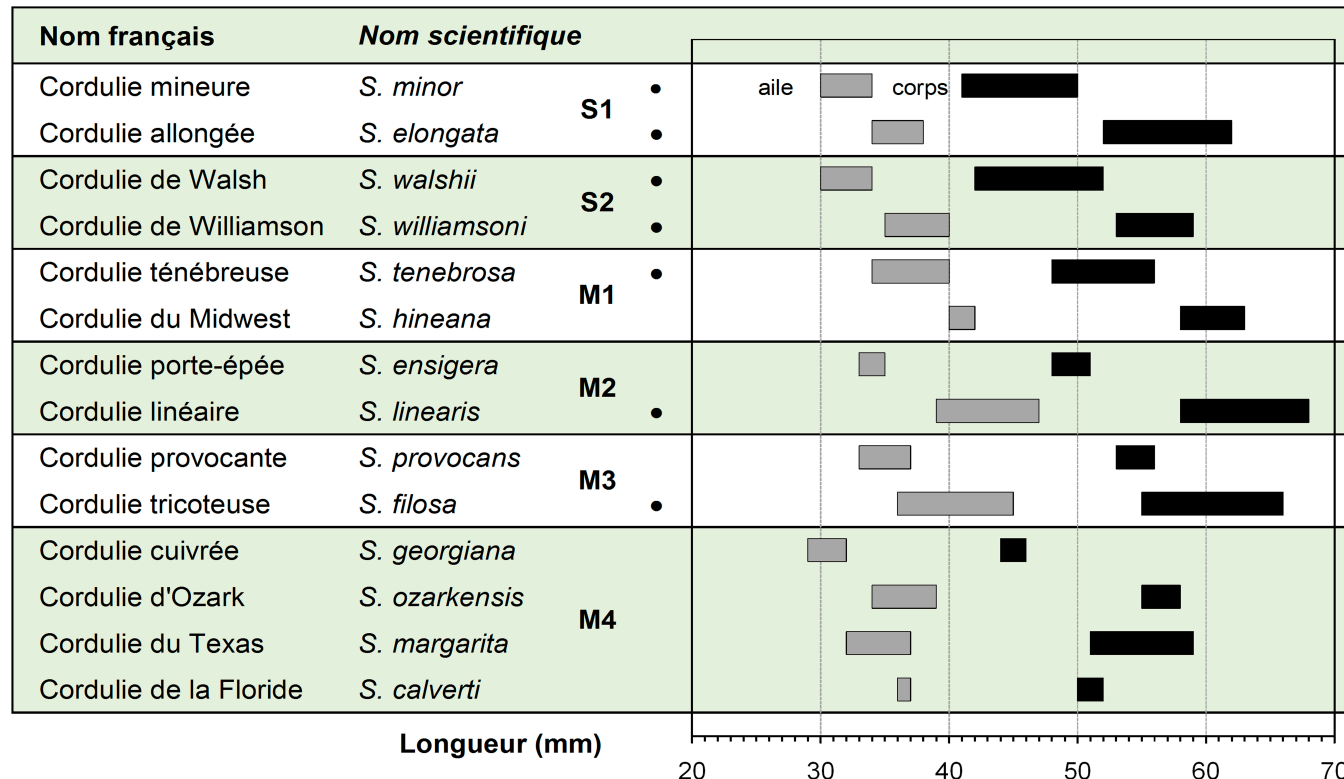 Nom français Nom scientifique
Cordulie mineure S. minor • aile corps
S1
Cordulie allongée S. elongata •
Cordulie de Walsh S. walshii •
S2
Cordulie de Williamson S. williamsoni •
Cordulie ténébreuse S. tenebrosa •
M1
Cordulie du Midwest S. hineana
Cordulie porte-épée S. ensigera
M2
Cordulie linéaire S. linearis •
Cordulie provocante S. provocans
M3
Cordulie tricoteuse S. filosa •
Cordulie cuivrée S. georgiana
Cordulie d'Ozark S. ozarkensis
M4
Cordulie du Texas S. margarita
Cordulie de la Floride S. calverti
Longueur (mm)
20 30 40 50 60 70